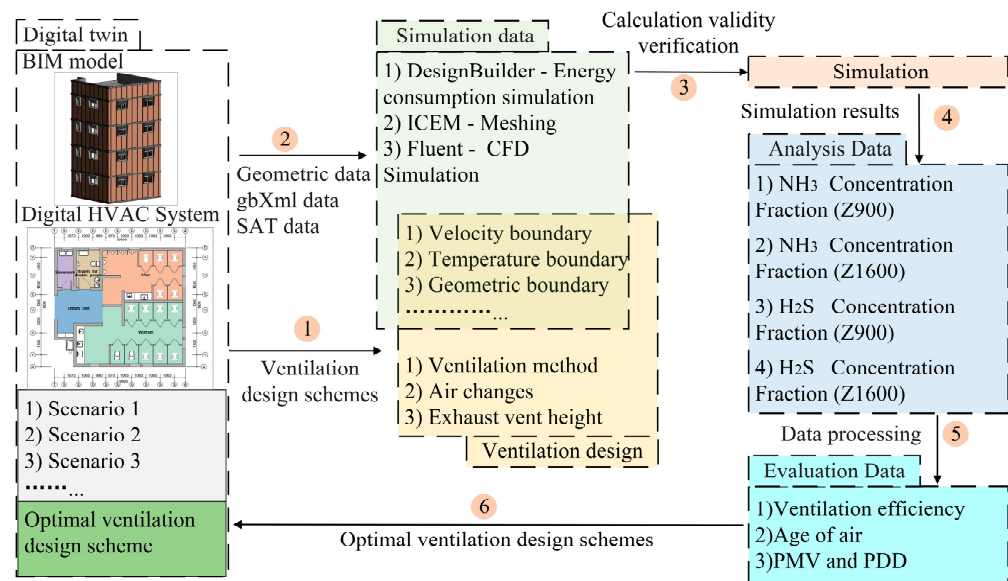 Digital twin
BIM model
Digital HVAC System
1) Scenario 1
2) Scenario 2
3) Scenario 3
.........
Optimal ventilation
design scheme
1
Ventilation
design schemes
2
Geometric data
gbXml data
SAT data
Simulation data
1) DesignBuilder - Energy
consumption simulation
2) ICEM - Meshing
3) Fluent - CFD
Simulation
1) Velocity boundary
2) Temperature boundary
3) Geometric boundary
................
1) Ventilation method
2) Air changes
3) Exhaust vent height
Ventilation design
Calculation validity
verification
3
Simulation
Simulation results
4
Analysis Data
1) NH3 Concentration
Fraction (Z900)
2) NH3 Concentration
Fraction (Z1600)
3) H2S Concentration
Fraction (Z900)
4) H2S Concentration
Fraction (Z1600)
Data processing
5
Evaluation Data
1)Ventilation efficiency
2)Age of air
3)PMV and PDD
6
Optimal ventilation design schemes